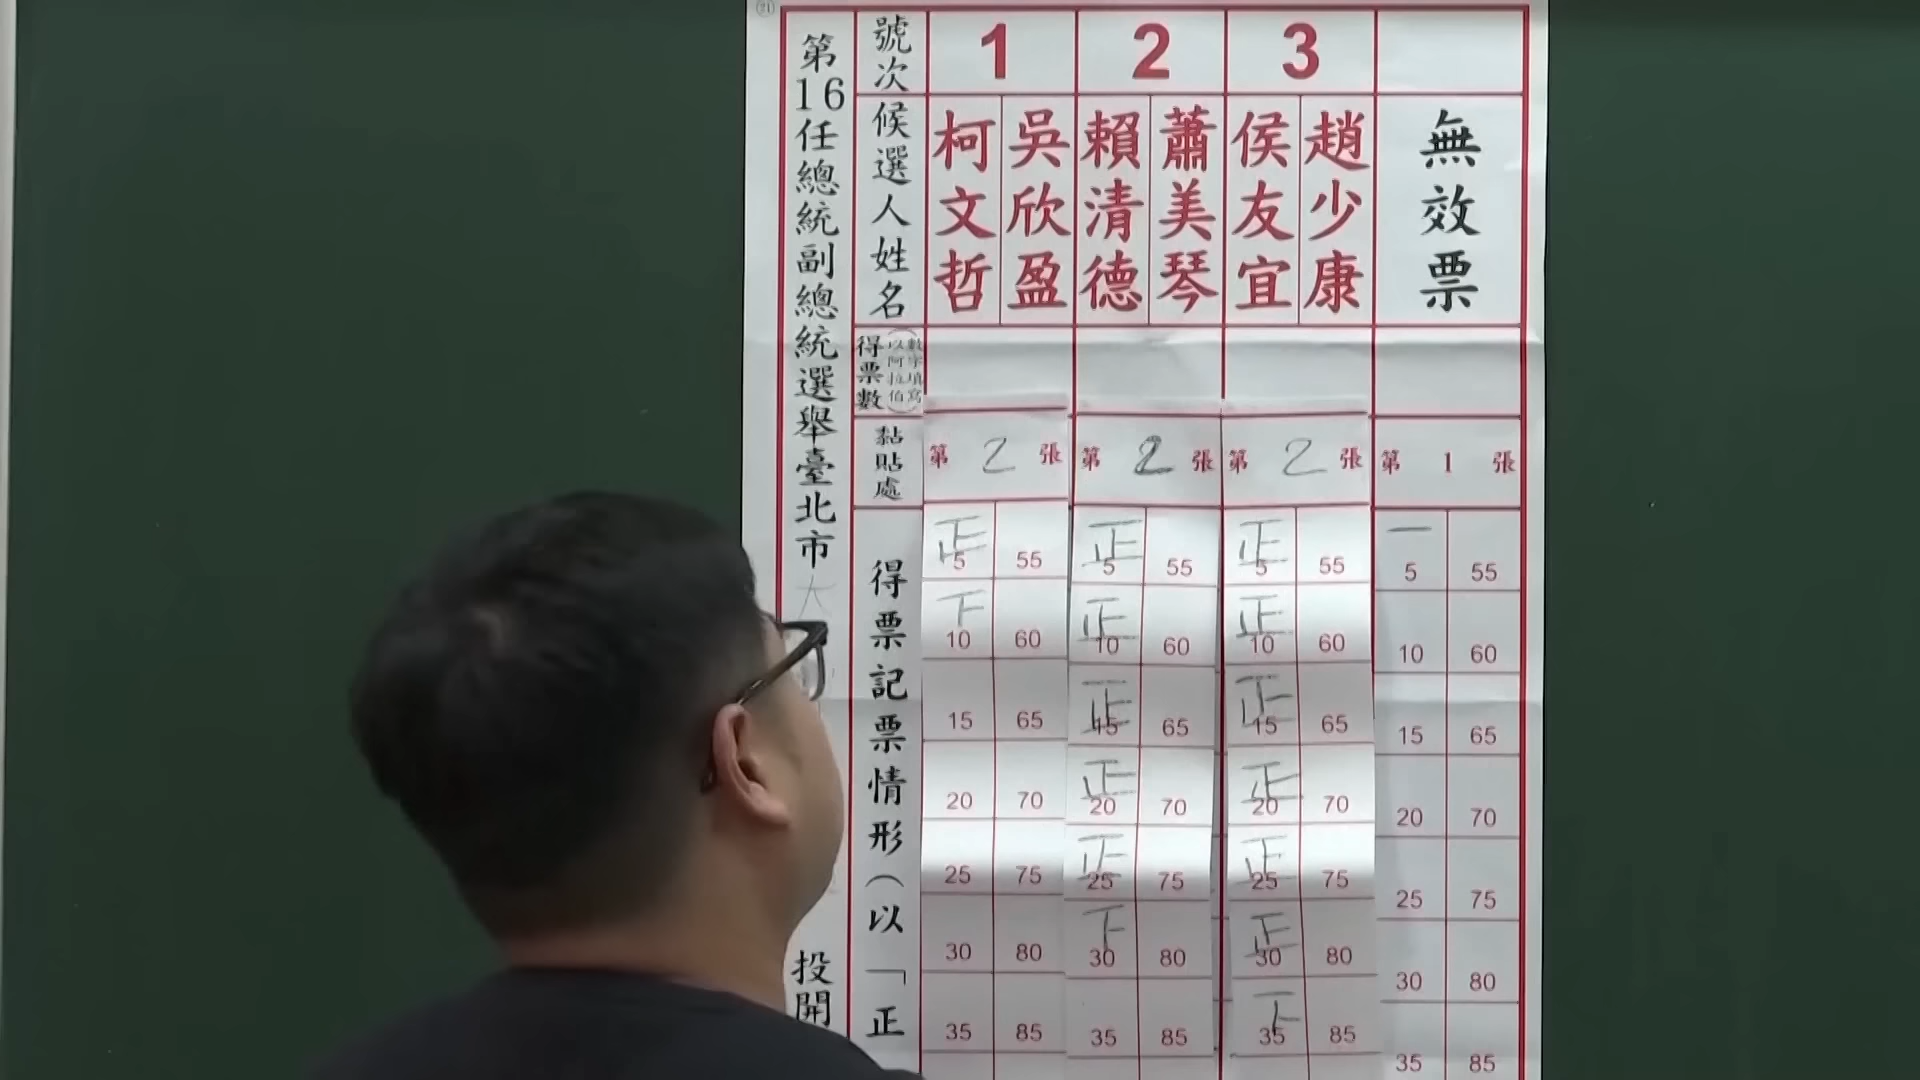 21
第16任總統副總統選舉臺北市大
投開
號次
1
2
3
候選人姓名
柯文哲
吳欣盈
賴清德
蕭美琴
侯友宜
趙少康
無效票
得票數(以阿拉伯數字填寫)
黏貼處
第 2 張
第 2 張
第 2 張
第 1 張
得票記票情形(以「正
正 5 55
正 5 55
正 5 55
一 5 55
下 10 60
正 10 60
正 10 60
10 60
15 65
正 15 65
正 15 65
15 65
20 70
正 20 70
正 20 70
20 70
25 75
正 25 75
正 25 75
25 75
30 80
下 30 80
正 30 80
30 80
35 85
35 85
下 35 85
35 85